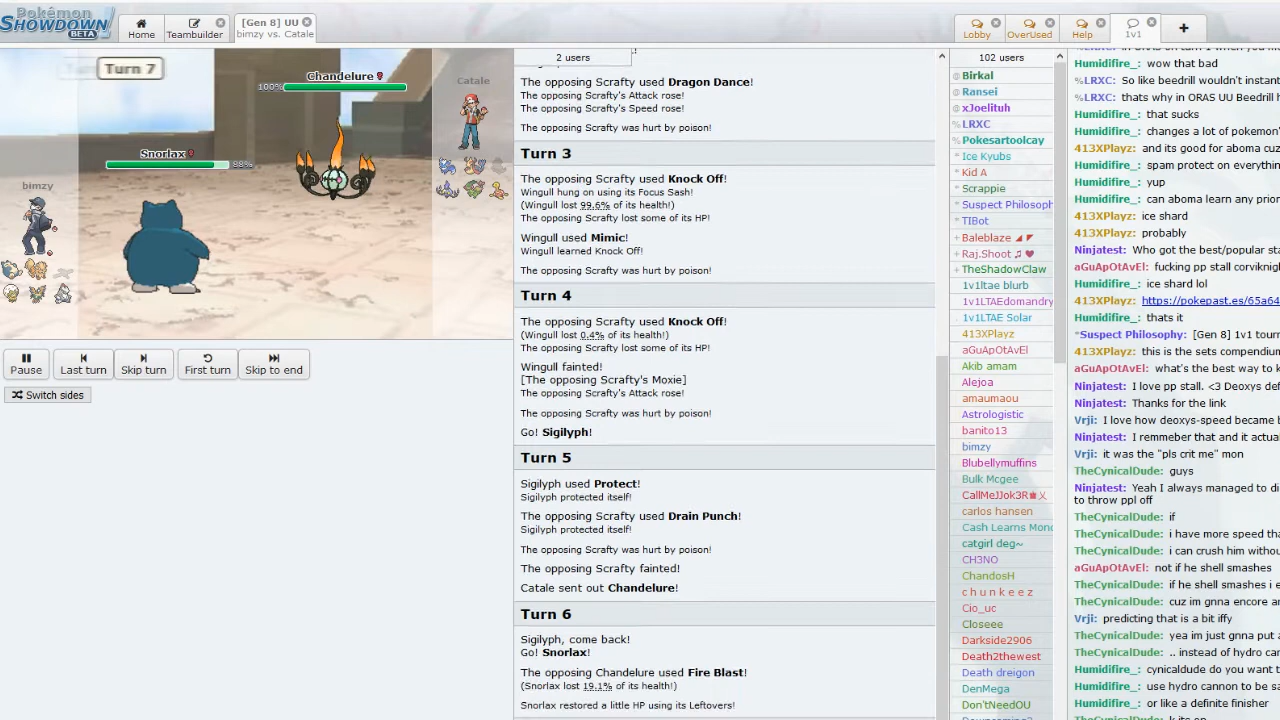 Pokémon
SHOWDOWN
BETA
Home
Teambuilder
[Gen 8] UU
bimzy vs. Catale
Lobby
OverUsed
Help
1v1
Turn 7
Chandelure
100%
Catale
Snorlax
88%
bimzy
Pause
Last turn
Skip turn
First turn
Skip to end
Switch sides
2 users
The opposing Scrafty used Dragon Dance!
The opposing Scrafty's Attack rose!
The opposing Scrafty's Speed rose!
The opposing Scrafty was hurt by poison!
Turn 3
The opposing Scrafty used Knock Off!
Wingull hung on using its Focus Sash!
(Wingull lost 99.6% of its health!)
The opposing Scrafty lost some of its HP!
Wingull used Mimic!
Wingull learned Knock Off!
The opposing Scrafty was hurt by poison!
Turn 4
The opposing Scrafty used Knock Off!
(Wingull lost 0.4% of its health!)
The opposing Scrafty lost some of its HP!
Wingull fainted!
[The opposing Scrafty's Moxie]
The opposing Scrafty's Attack rose!
The opposing Scrafty was hurt by poison!
Go! Sigilyph!
Turn 5
Sigilyph used Protect!
Sigilyph protected itself!
The opposing Scrafty used Drain Punch!
Sigilyph protected itself!
The opposing Scrafty was hurt by poison!
The opposing Scrafty fainted!
Catale sent out Chandelure!
Turn 6
Sigilyph, come back!
Go! Snorlax!
The opposing Chandelure used Fire Blast!
(Snorlax lost 19.1% of its health!)
Snorlax restored a little HP using its Leftovers!
102 users
@ Birkal
@ Ransei
@ xJoelituh
% LRXC
% Pokesartoolcay
* Ice Kyubs
* Kid A
* Scrappie
* Suspect Philosoph
* TIBot
+ Baleblaze ◢ ◤
+ Raj.Shoot ♫ ♥
+ TheShadowClaw
1v1ltae blurb
1v1LTAEdomandry
1v1LTAE Solar
413XPlayz
aGuApOtAvEl
Akib amam
Alejoa
amaumaou
Astrologistic
banito13
bimzy
Blubellymuffins
Bulk Mcgee
carlos hansen
Cash Learns Mono
catgirl deg~
CH3NO
ChandosH
c h u n k e e z
Cio_uc
Closeee
Darkside2906
Death2thewest
Death dreigon
DenMega
Don'tNeedOU
Humidifire_: wow that bad
%LRXC: So like beedrill wouldn't instant
%LRXC: thats why in ORAS UU Beedrill h
Humidifire_: that sucks
Humidifire_: changes a lot of pokemon
413XPlayz: and its good for aboma cuz
Humidifire_: spam protect on everythin
Humidifire_: yup
Humidifire_: can aboma learn any prior
413XPlayz: ice shard
413XPlayz: probably
Ninjatest: Who got the best/popular sta
aGuApOtAvEl: fucking pp stall corviknigh
Humidifire_: ice shard lol
413XPlayz: https://pokepast.es/65a64
Humidifire_: thats it
*Suspect Philosophy: [Gen 8] 1v1 tourn
413XPlayz: this is the sets compendium
aGuApOtAvEl: what's the best way to k
Ninjatest: I love pp stall. <3 Deoxys def
Ninjatest: Thanks for the link
Vrji: I love how deoxys-speed became b
Ninjatest: I remmeber that and it actua
Vrji: it was the "pls crit me" mon
TheCynicalDude: guys
Ninjatest: Yeah I always managed to di
to throw ppl off
TheCynicalDude: if
TheCynicalDude: i have more speed tha
TheCynicalDude: i can crush him withou
aGuApOtAvEl: not if he shell smashes
TheCynicalDude: if he shell smashes i e
TheCynicalDude: cuz im gnna encore an
Vrji: predicting that is a bit iffy
TheCynicalDude: yea im just gnna put a
TheCynicalDude: .. instead of hydro can
Humidifire_: cynicaldude do you want t
Humidifire_: use hydro cannon to be sa
Humidifire_: or like a definite finisher